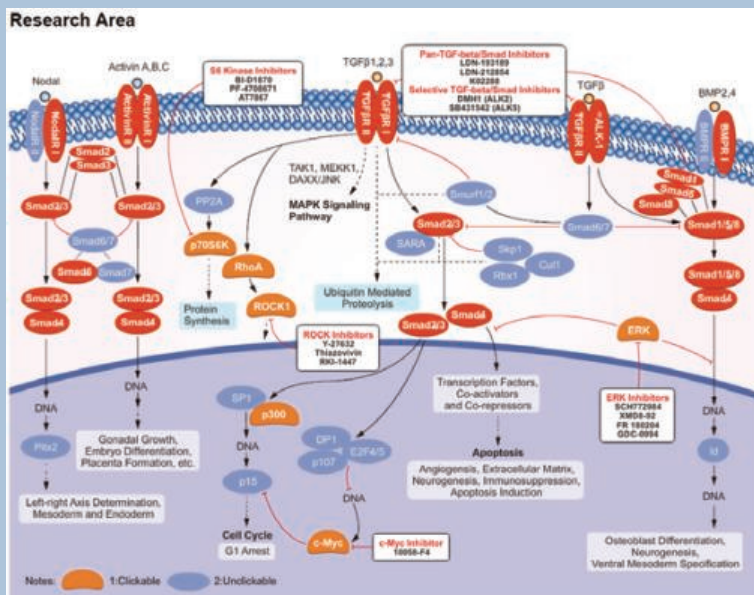 Research Area
Nodal
Activin A,B,C
S6 Kinase Inhibitors
BI-D1870
PF-4708671
AT7867
TGFβ1,2,3
Pan-TGF-beta/Smad Inhibitors
LDN-193189
LDN-212854
K02288
Selective TGF-beta/Smad Inhibitors
DMH1 (ALK2)
SB431542 (ALK5)
TGFβ
BMP2,4
NodalR II
NodalR I
ActivinR II
ActivinR I
TGFβR II
TGFβR I
TGFβR II
ALK-1
BMPR II
BMPR I
Smad2
Smad3
TAK1, MEKK1,
DAXX/JNK
MAPK Signaling
Pathway
PP2A
Smurf1/2
Smad1
Smad5
Smad8
Smad2/3
Smad2/3
Smad2/3
Smad6/7
Smad1/5/8
Smad6/7
p70S6K
SARA
Skp1
Rbx1
Cul1
Smad6
Smad7
RhoA
Smad1/5/8
Smad4
Smad2/3
Smad4
Smad2/3
Smad4
Protein
Synthesis
ROCK1
Ubiquitin Mediated
Proteolysis
Smad2/3
Smad4
ERK
ROCK Inhibitors
Y-27632
Thiazovivin
RKI-1447
ERK Inhibitors
SCH772984
XMD8-92
FR 180204
GDC-0994
DNA
DNA
SP1
p300
Transcription Factors,
Co-activators
and Co-repressors
DNA
Pitx2
Gonadal Growth,
Embryo Differentiation,
Placenta Formation, etc.
DNA
DP1
E2F4/5
p107
Apoptosis
Id
p15
DNA
Angiogensis, Extracellular Matrix,
Neurogenesis, Immunosuppression,
Apoptosis Induction
DNA
Left-right Axis Determination,
Mesoderm and Endoderm
Cell Cycle
G1 Arrest
c-Myc
c-Myc Inhibitor
10058-F4
Osteoblast Differentiation,
Neurogenesis,
Ventral Mesoderm Specification
Notes:
1:Clickable
2:Unclickable